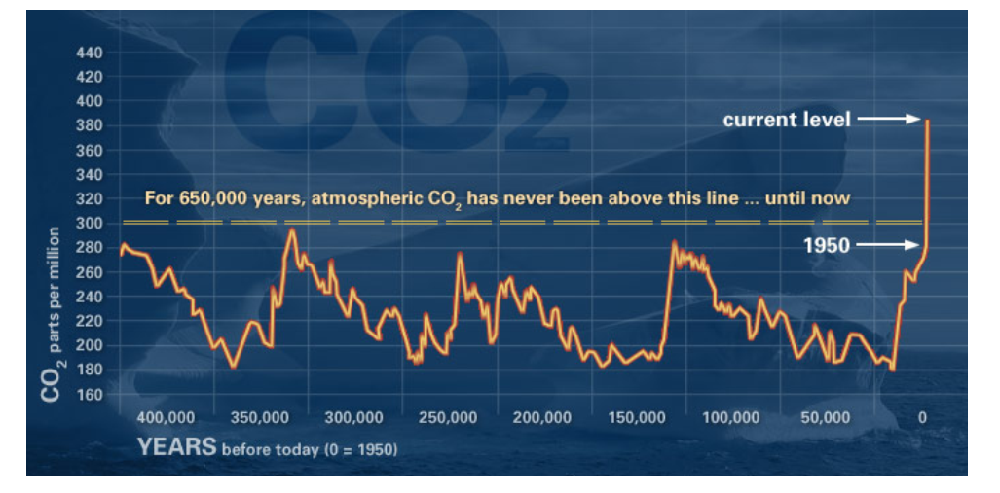 CO2
440
420
400
380
360
340
320
300
280
260
240
220
200
180
160
CO2 parts per million
current level
For 650,000 years, atmospheric CO2 has never been above this line ... until now
1950
400,000 350,000 300,000 250,000 200,000 150,000 100,000 50,000 0
YEARS before today (0 = 1950)